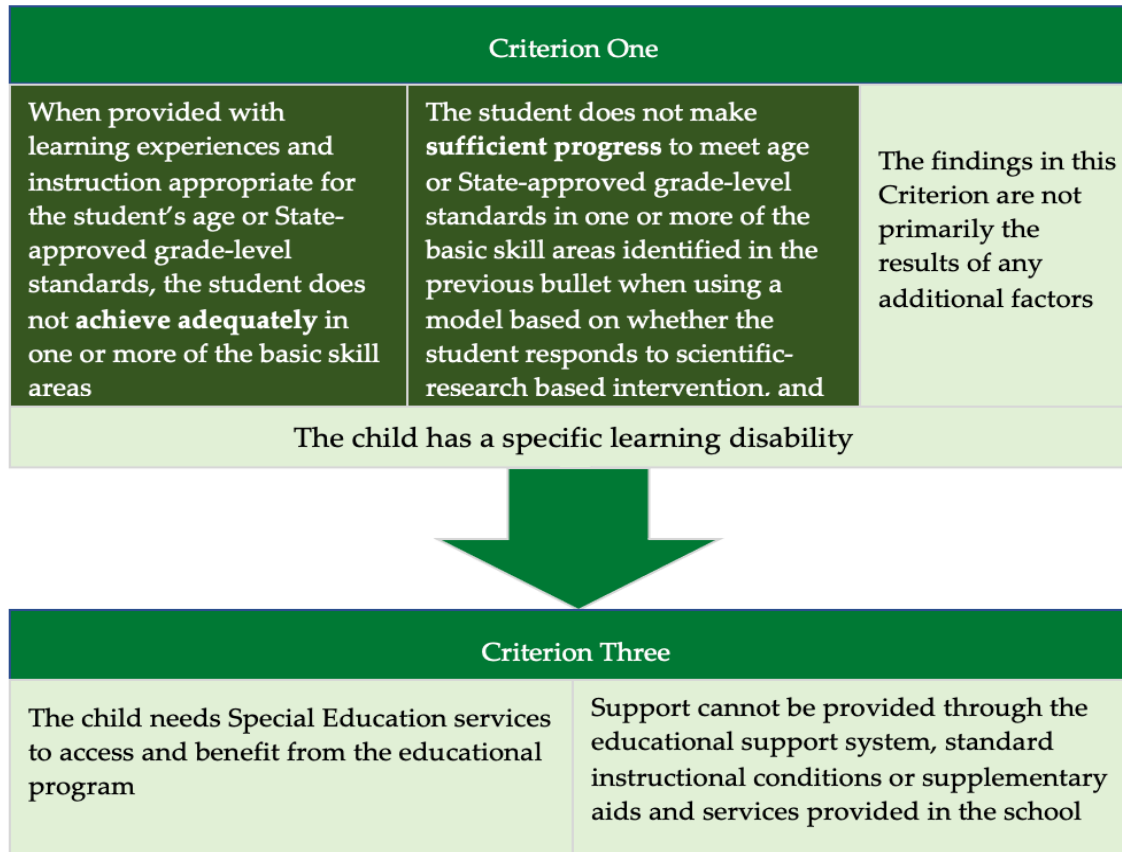 Criterion One
When provided with
learning experiences and
instruction appropriate for
the student’s age or State-
approved grade-level
standards, the student does
not achieve adequately in
one or more of the basic skill
areas
The student does not make
sufficient progress to meet age
or State-approved grade-level
standards in one or more of the
basic skill areas identified in the
previous bullet when using a
model based on whether the
student responds to scientific-
research based intervention, and
The findings in this
Criterion are not
primarily the
results of any
additional factors
The child has a specific learning disability
Criterion Three
The child needs Special Education services
to access and benefit from the educational
program
Support cannot be provided through the
educational support system, standard
instructional conditions or supplementary
aids and services provided in the school